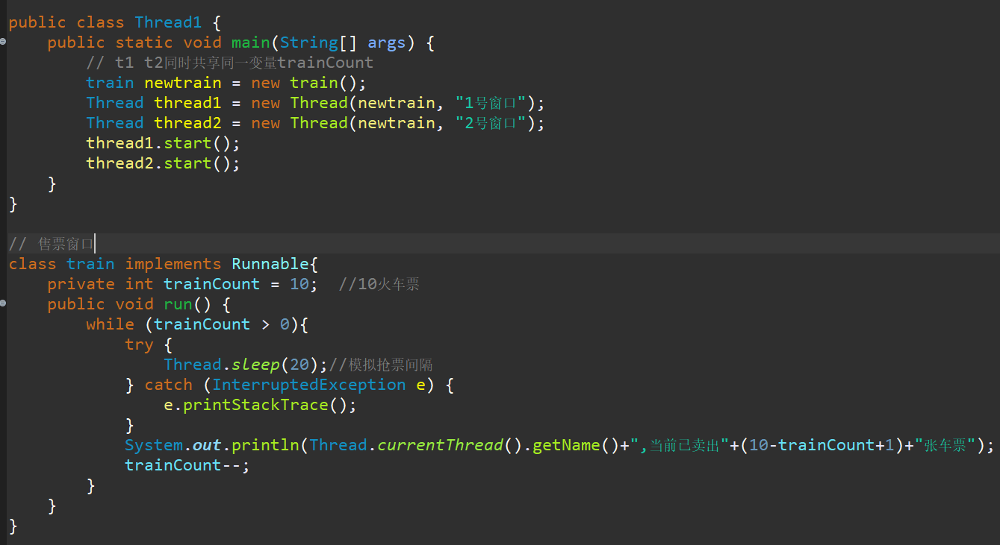 public class Thread1 {
public static void main(String[] args) {
// t1 t2同时共享同一变量trainCount
train newtrain = new train();
Thread thread1 = new Thread(newtrain, "1号窗口");
Thread thread2 = new Thread(newtrain, "2号窗口");
thread1.start();
thread2.start();
}
}
// 售票窗口
class train implements Runnable{
private int trainCount = 10;  //10火车票
public void run() {
while (trainCount > 0){
try {
Thread.sleep(20);//模拟抢票间隔
} catch (InterruptedException e) {
e.printStackTrace();
}
System.out.println(Thread.currentThread().getName()+",当前已卖出"+(10-trainCount+1)+"张车票");
trainCount--;
}
}
}